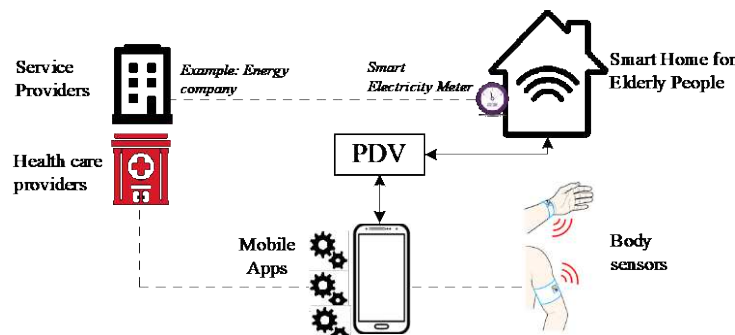 Service
Providers
Example: Energy
company
Smart
Electricity Meter
Smart Home for
Elderly People
Health care
providers
PDV
Mobile
Apps
Body
sensors